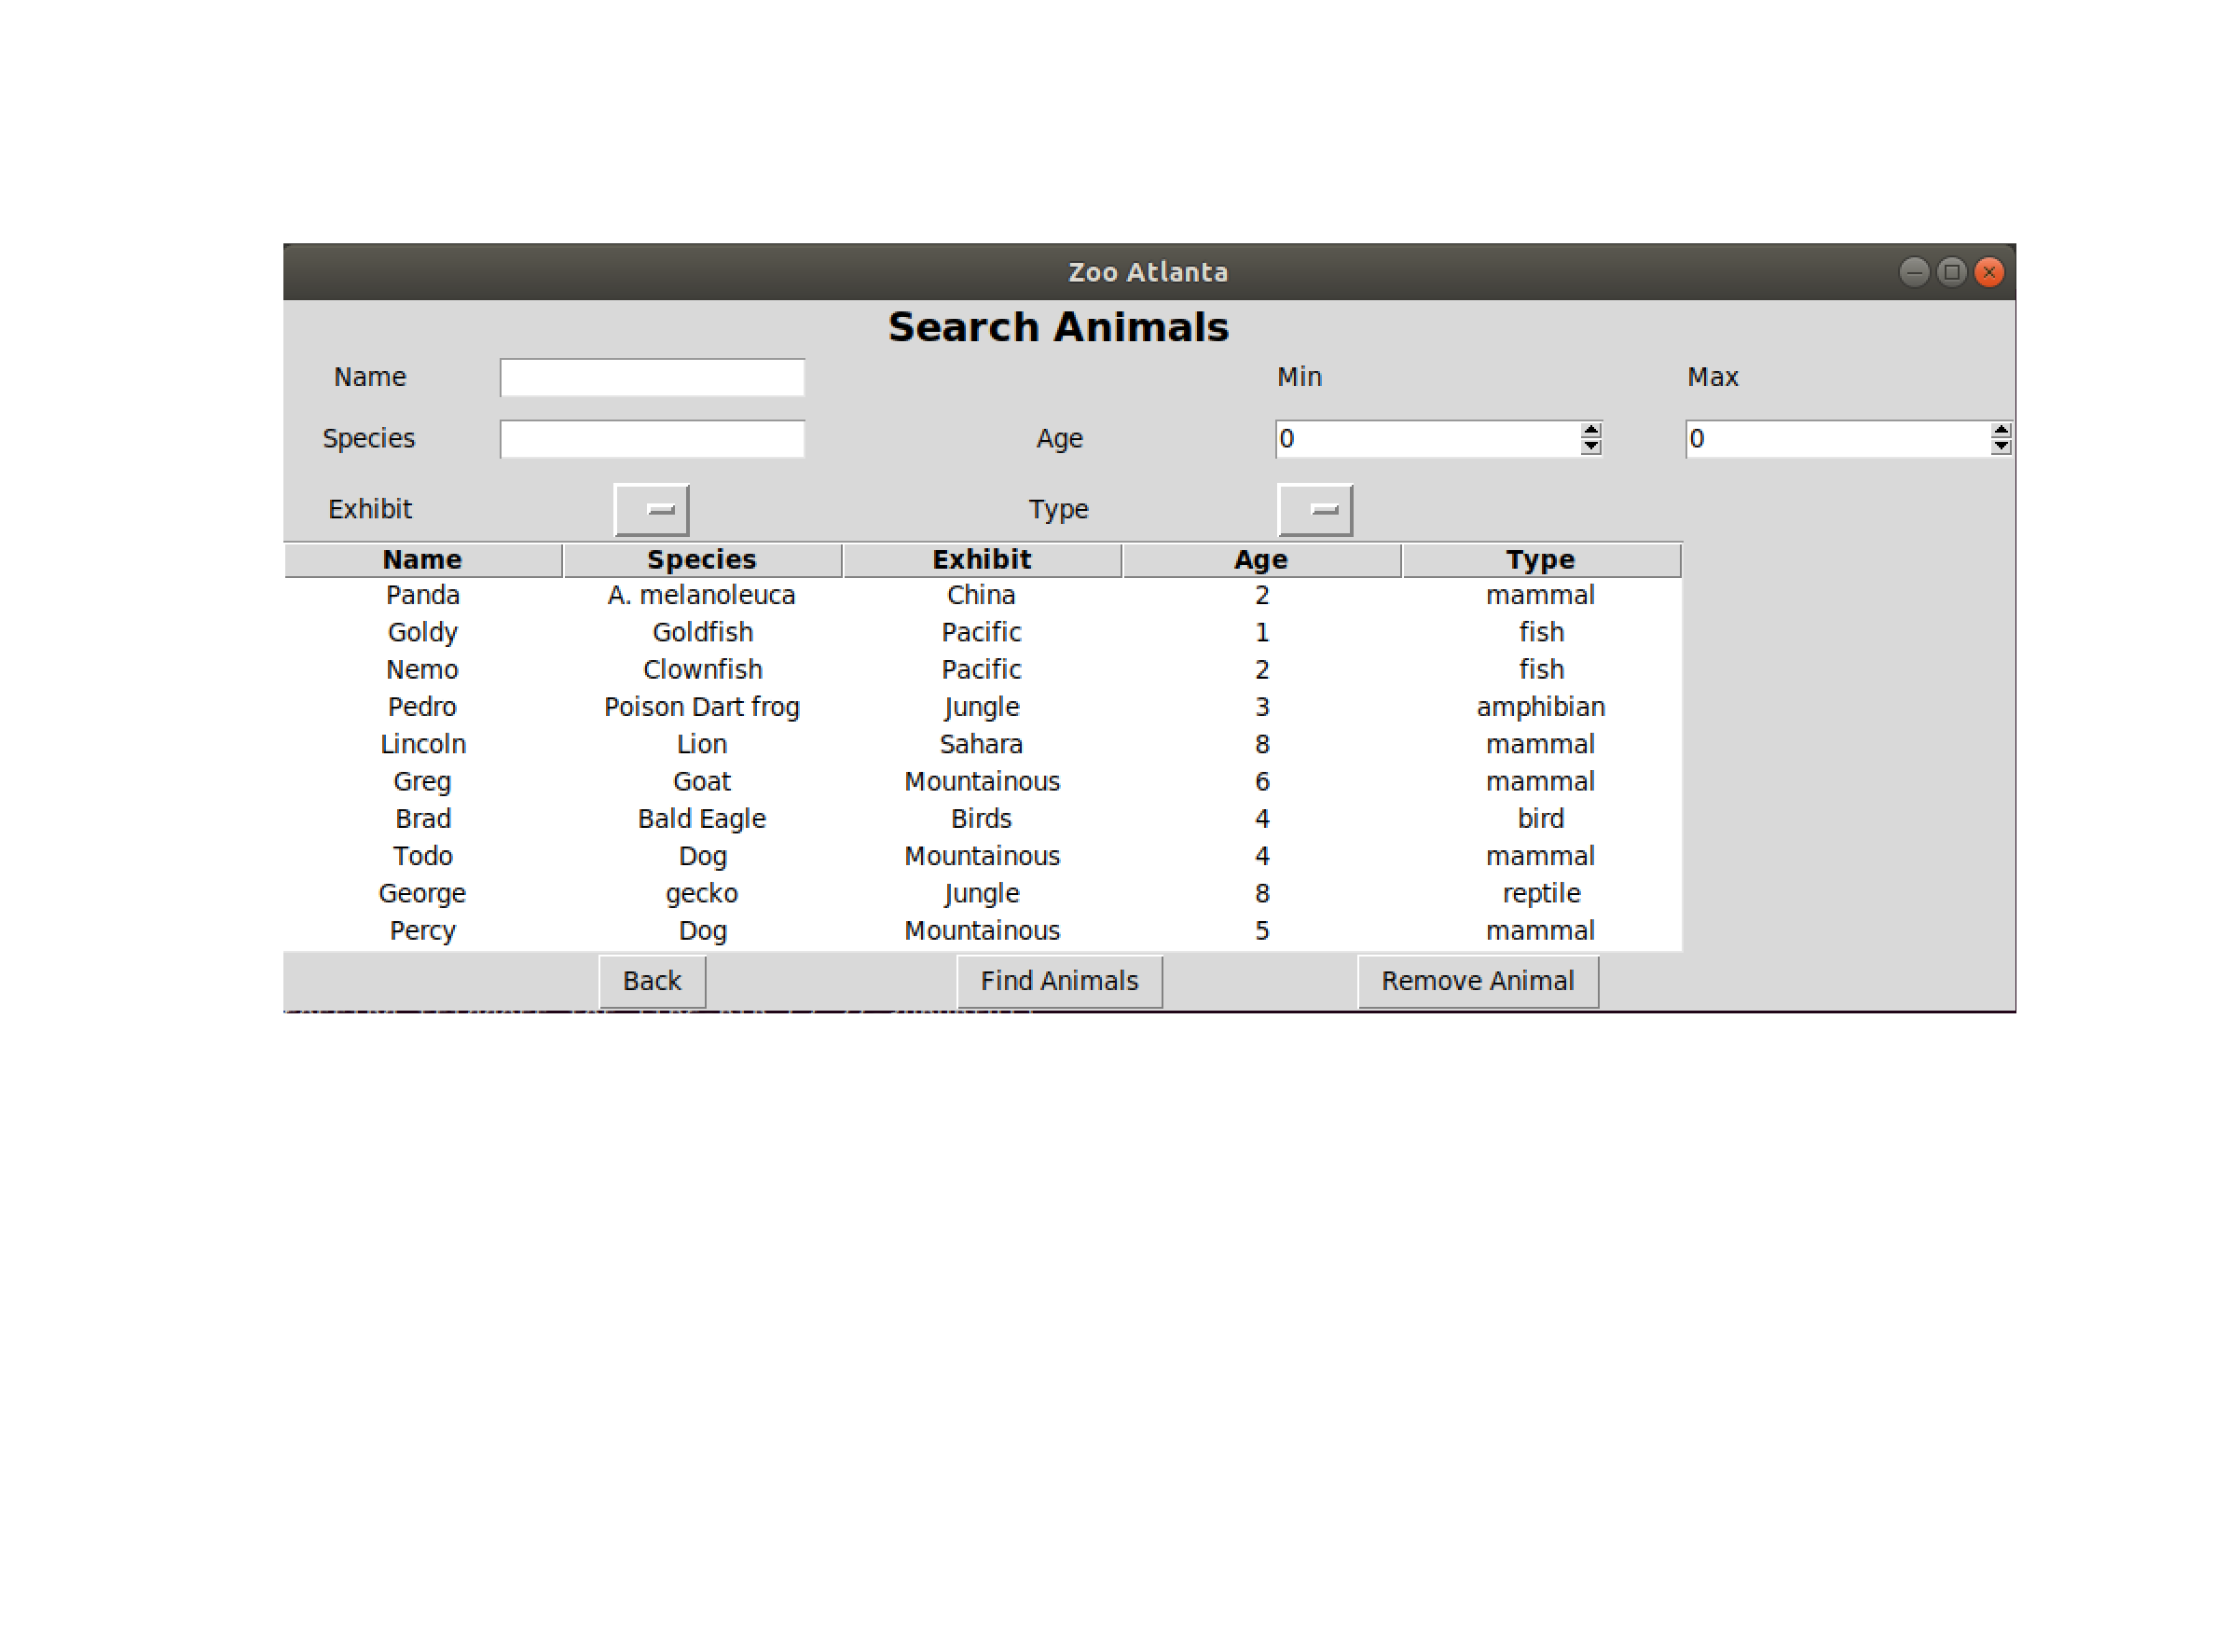 Zoo Atlanta
Search Animals
Name Min Max
Species Age 0 0
Exhibit Type
Name Species Exhibit Age Type
Panda A. melanoleuca China 2 mammal
Goldy Goldfish Pacific 1 fish
Nemo Clownfish Pacific 2 fish
Pedro Poison Dart frog Jungle 3 amphibian
Lincoln Lion Sahara 8 mammal
Greg Goat Mountainous 6 mammal
Brad Bald Eagle Birds 4 bird
Todo Dog Mountainous 4 mammal
George gecko Jungle 8 reptile
Percy Dog Mountainous 5 mammal
Back Find Animals Remove Animal